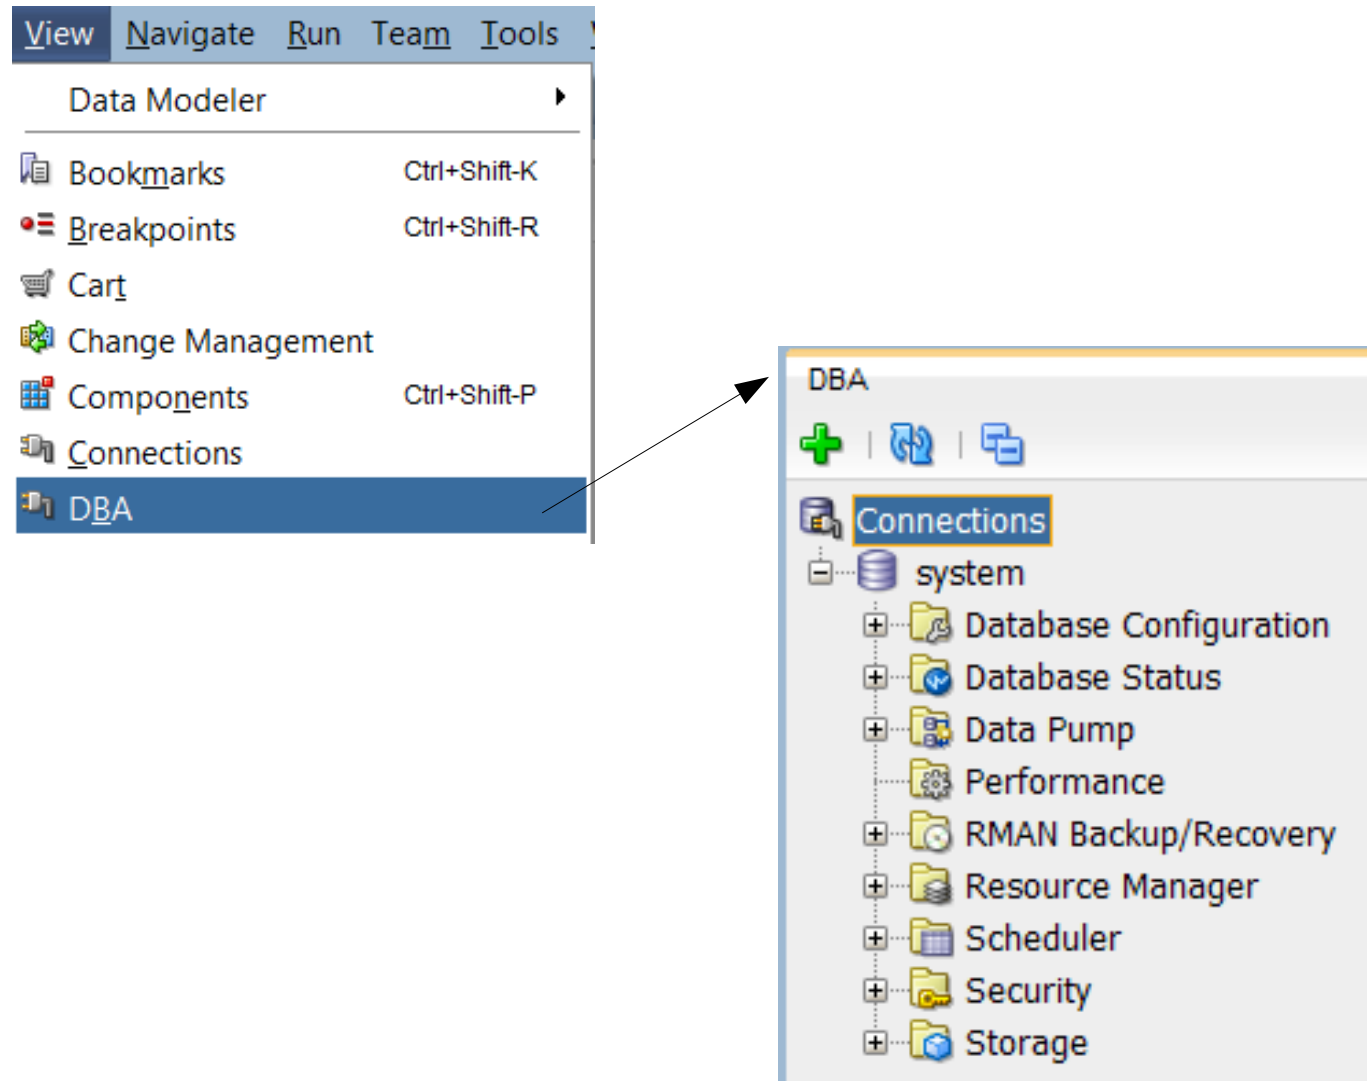 View Navigate Run Team Tools
Data Modeler
Bookmarks Ctrl+Shift-K
Breakpoints Ctrl+Shift-R
Cart
Change Management
Components Ctrl+Shift-P
Connections
DBA
DBA
Connections
system
Database Configuration
Database Status
Data Pump
Performance
RMAN Backup/Recovery
Resource Manager
Scheduler
Security
Storage